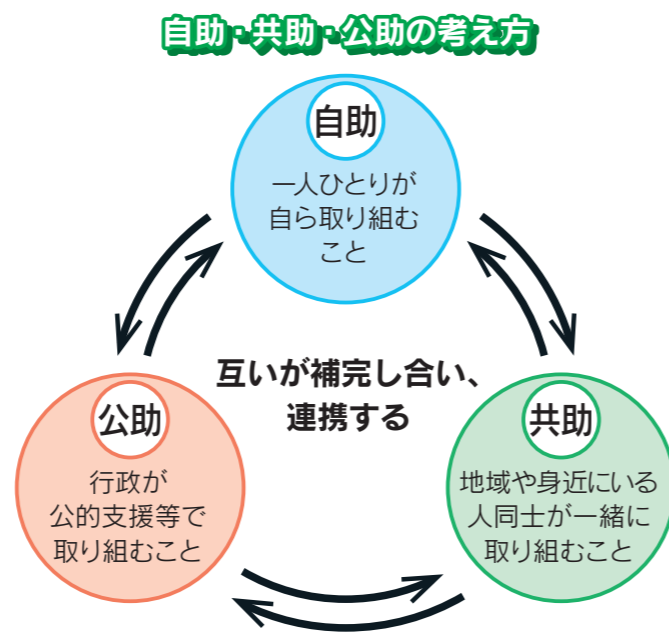 自助・共助・公助の考え方
自助
一人ひとりが
自ら取り組む
こと
互いが補完し合い、
連携する
公助
行政が
公的支援等で
取り組むこと
共助
地域や身近にいる
人同士が一緒に
取り組むこと